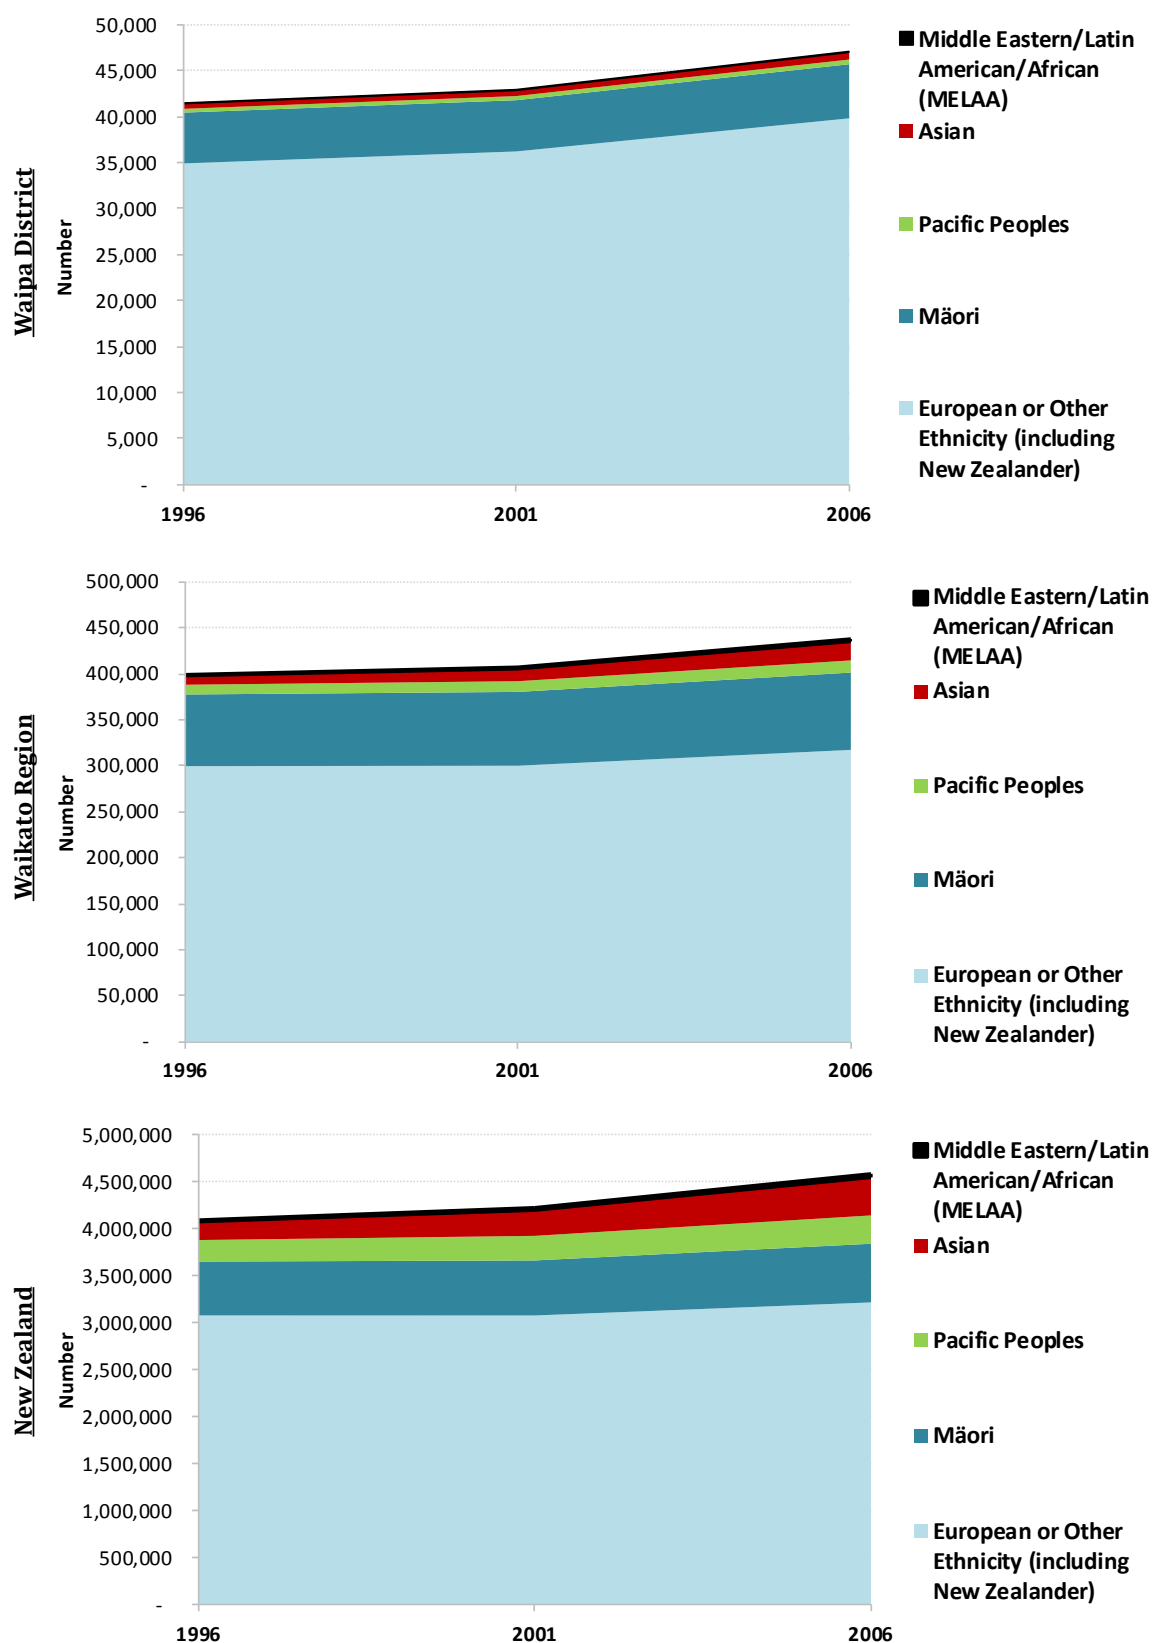 Waipa District
Number
50,000
45,000
40,000
35,000
30,000
25,000
20,000
15,000
10,000
5,000
-
1996
2001
2006
Middle Eastern/Latin
American/African
(MELAA)
Asian
Pacific Peoples
Mäori
European or Other
Ethnicity (including
New Zealander)
Waikato Region
Number
500,000
450,000
400,000
350,000
300,000
250,000
200,000
150,000
100,000
50,000
-
1996
2001
2006
Middle Eastern/Latin
American/African
(MELAA)
Asian
Pacific Peoples
Mäori
European or Other
Ethnicity (including
New Zealander)
New Zealand
Number
5,000,000
4,500,000
4,000,000
3,500,000
3,000,000
2,500,000
2,000,000
1,500,000
1,000,000
500,000
-
1996
2001
2006
Middle Eastern/Latin
American/African
(MELAA)
Asian
Pacific Peoples
Mäori
European or Other
Ethnicity (including
New Zealander)